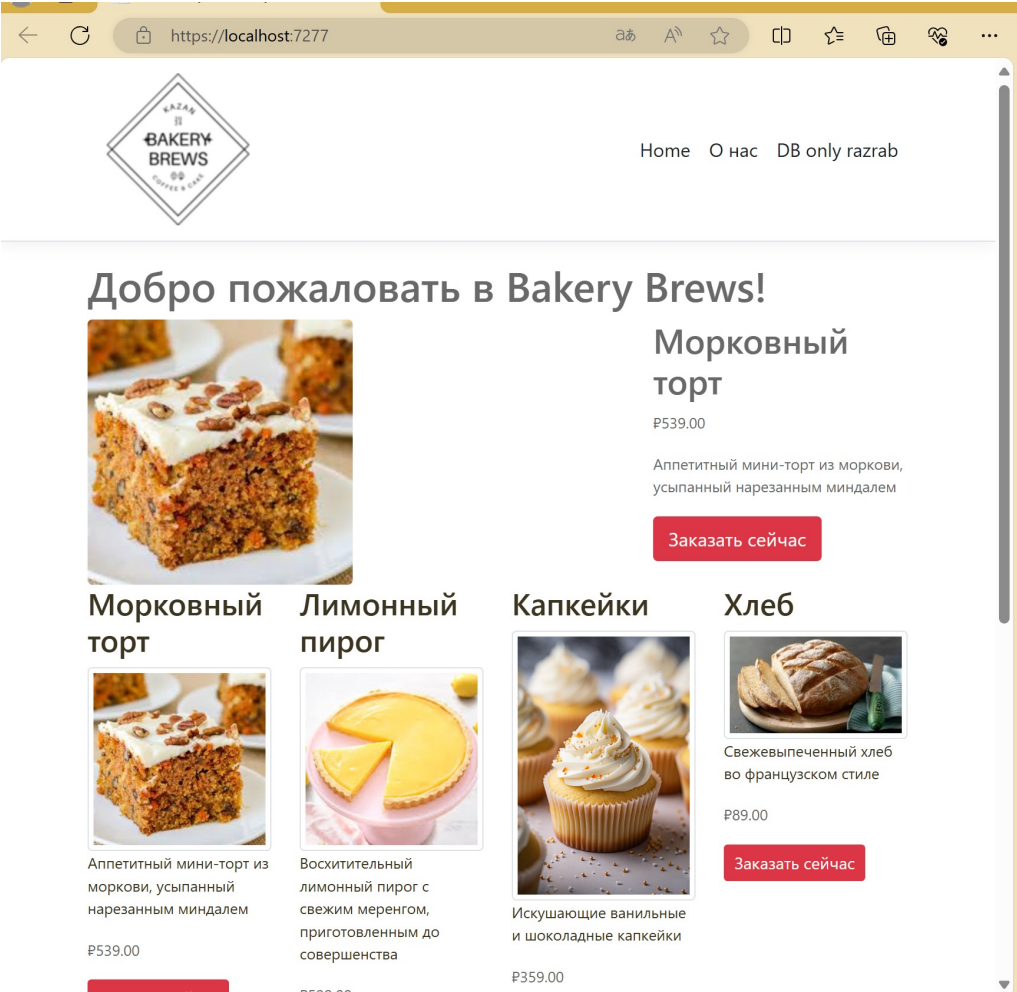 https://localhost:7277
KAZAN
BAKERY
BREWS
COFFEE & CAKE
Home О нас DB only razrab
Добро пожаловать в Bakery Brews!
Морковный
торт
₽539.00
Аппетитный мини-торт из моркови,
усыпанный нарезанным миндалем
Заказать сейчас
Морковный
торт
Аппетитный мини-торт из
моркови, усыпанный
нарезанным миндалем
₽539.00
Лимонный
пирог
Восхитительный
лимонный пирог с
свежим меренгом,
приготовленным до
совершенства
Капкейки
Искушающие ванильные
и шоколадные капкейки
₽359.00
Хлеб
Свежевыпеченный хлеб
во французском стиле
₽89.00
Заказать сейчас